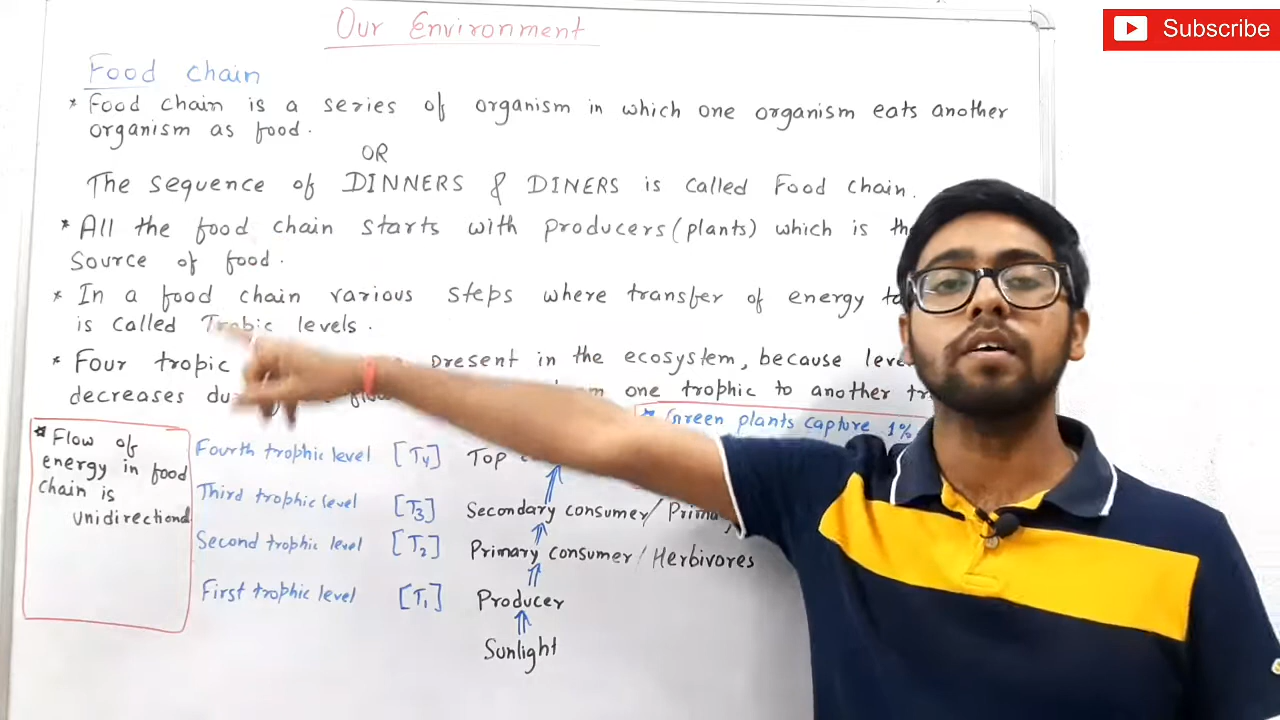 Our Environment
Subscribe
Food chain
* Food chain is a series of organism in which one organism eats another
organism as food.
OR
The sequence of DINNERS & DINERS is called Food chain.
* All the food chain starts with producers (plants) which is
Source of food.
* In a food chain various steps where transfer of energy
is called levels.
* Four tropic present in the ecosystem, because
decreases one trophic to another
* Green plants capture 1%
* Flow of
energy in food
chain is
unidirectional
Fourth trophic level [T4] Top
Third trophic level [T3] Secondary consumer/
Second trophic level [T2] Primary consumer/Herbivores
First trophic level [T1] Producer
Sunlight